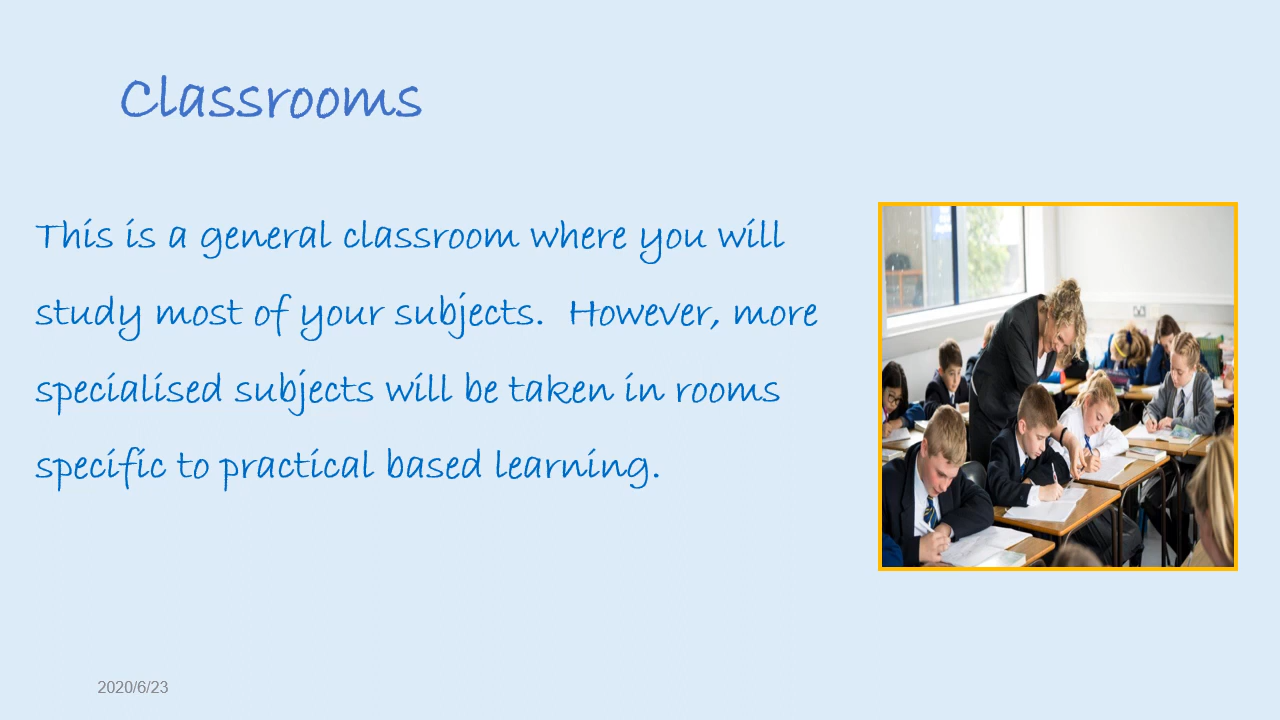 Classrooms
This is a general classroom where you will
study most of your subjects.  However, more
specialised subjects will be taken in rooms
specific to practical based learning.
2020/6/23